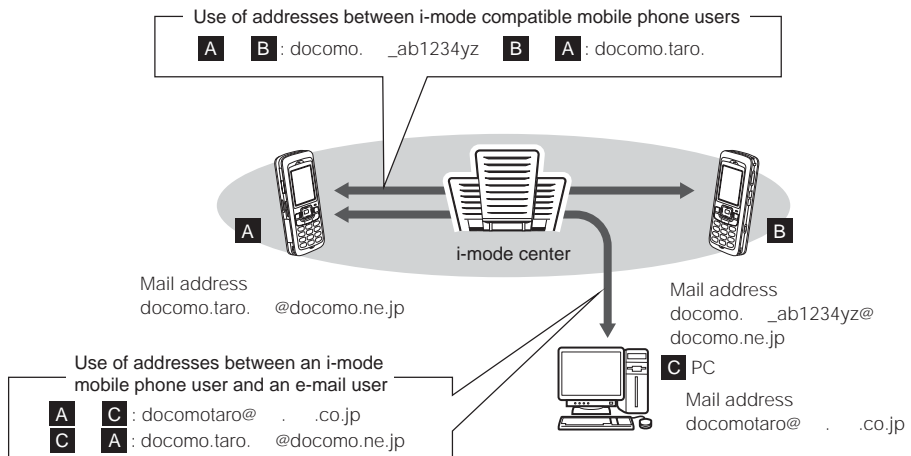 Use of addresses between i-mode compatible mobile phone users
A B : docomo. _ab1234yz B A : docomo.taro.
A
B
i-mode center
Mail address
docomo.taro. @docomo.ne.jp
Mail address
docomo. _ab1234yz@
docomo.ne.jp
Use of addresses between an i-mode
mobile phone user and an e-mail user
A C : docomotaro@ . .co.jp
C A : docomo.taro. @docomo.ne.jp
C PC
Mail address
docomotaro@ . .co.jp